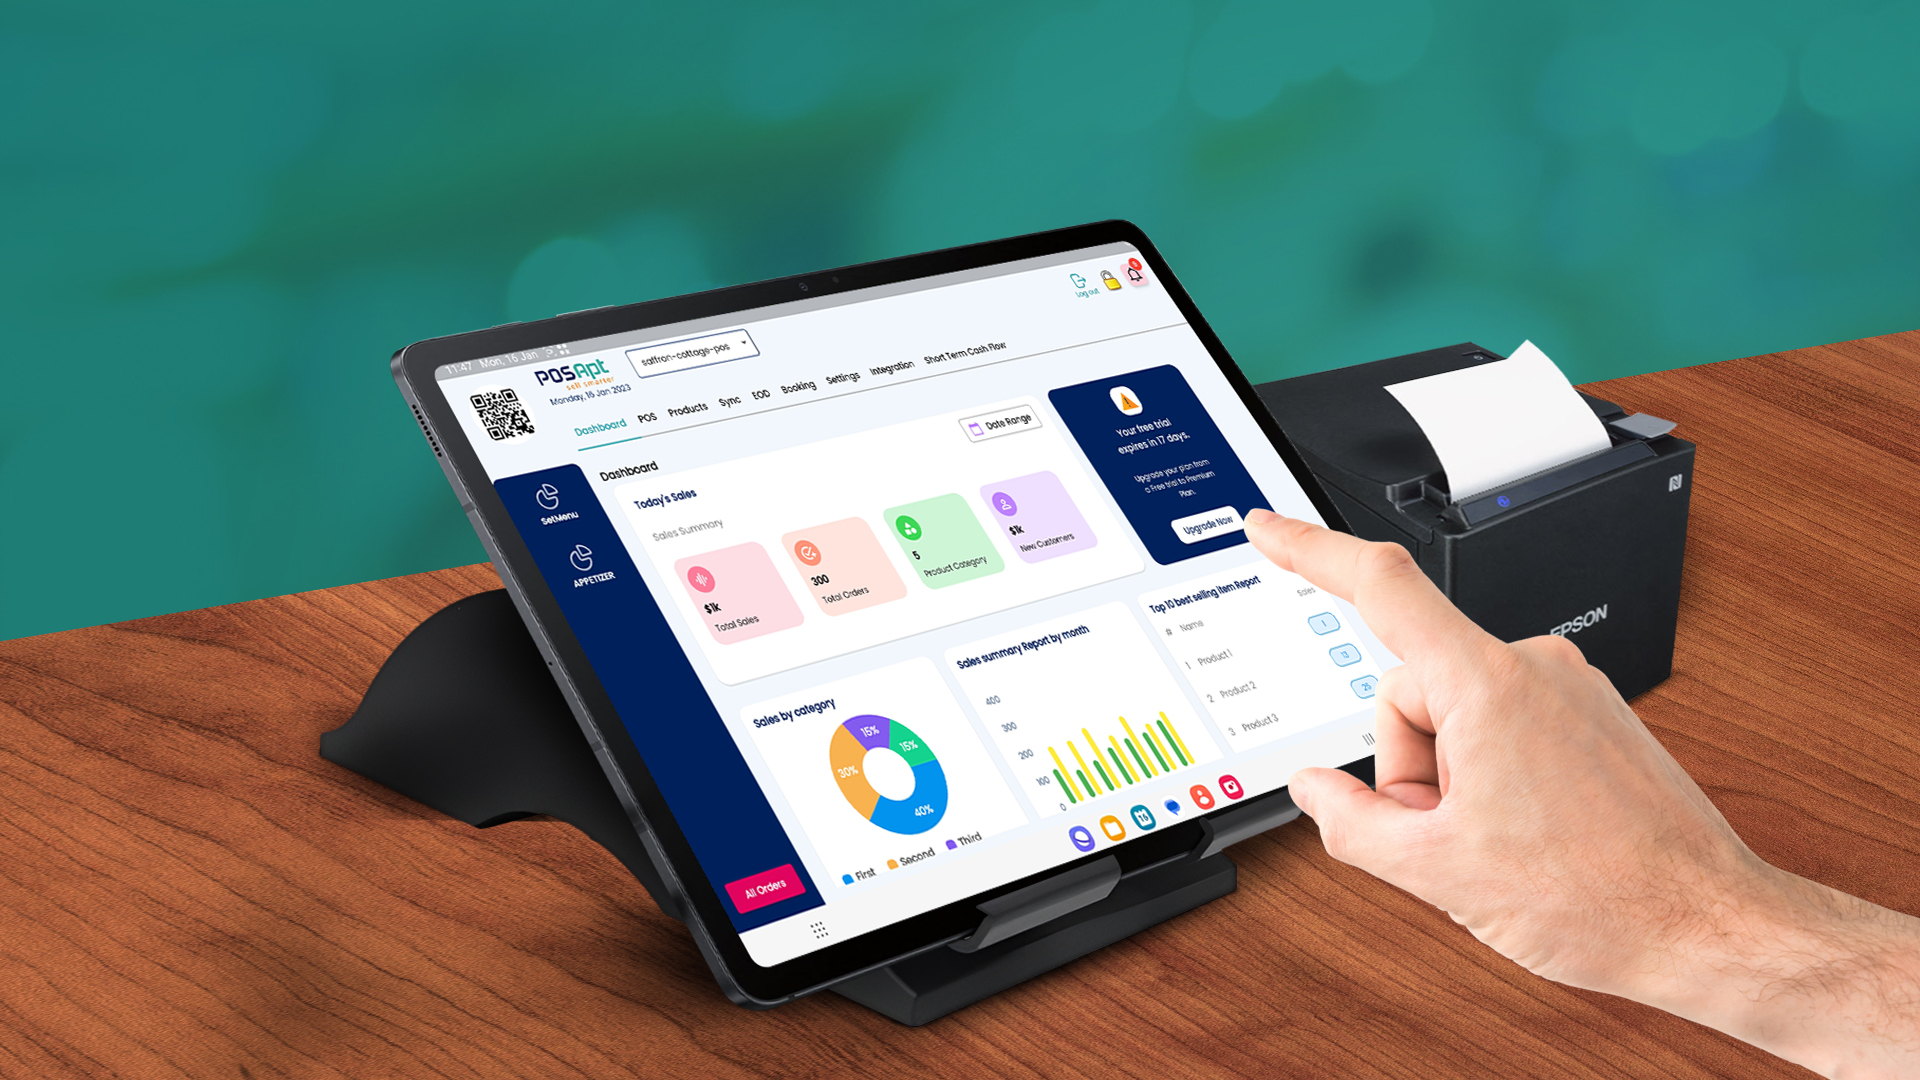 11:47 Mon, 16 Jan
POSApt
sell smarter
Monday, 16 Jan 2023
saffron-cottage-pos
Log out
Dashboard POS Products Sync EOD Booking Settings Integration Short Term Cash Flow
SetMenu
APPETIZER
All Orders
Dashboard
Date Range
Today's Sales
Sales Summary
$1k
Total Sales
300
Total Orders
5
Product Category
$1k
New Customers
Your free trial
expires in 17 days.
Upgrade your plan from
a Free trial to Premium
Plan.
Upgrade Now
Sales by category
15%
15%
30%
40%
First Second Third
Sales summary Report by month
400
300
200
100
0
Top 10 best selling item Report
# Name Sales
1 Product 1 1
2 Product 2 13
3 Product 3 25
16
EPSON